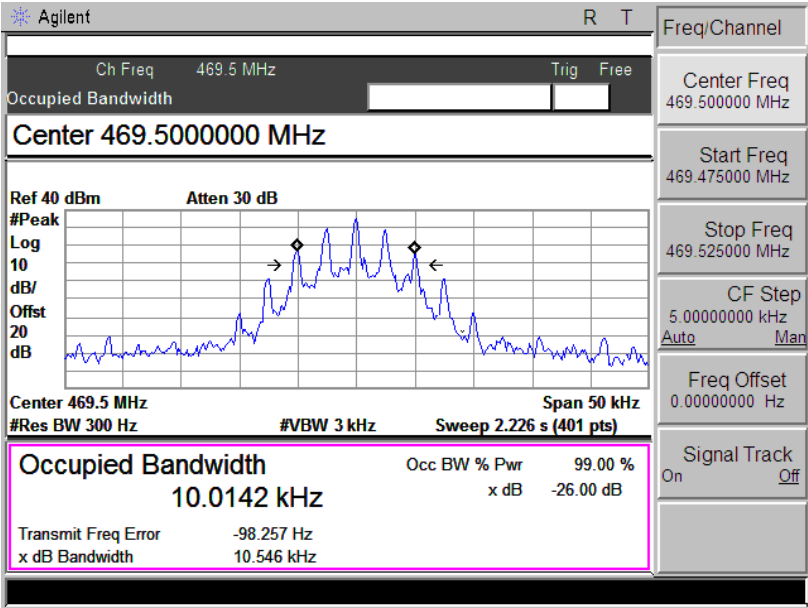 Agilent R T
Ch Freq 469.5 MHz Trig Free
Occupied Bandwidth
Center 469.5000000 MHz
Ref 40 dBm Atten 30 dB
#Peak
Log
10
dB/
Offst
20
dB
Center 469.5 MHz Span 50 kHz
#Res BW 300 Hz #VBW 3 kHz Sweep 2.226 s (401 pts)
Occupied Bandwidth Occ BW % Pwr 99.00 %
10.0142 kHz x dB -26.00 dB
Transmit Freq Error -98.257 Hz
x dB Bandwidth 10.546 kHz
Freq/Channel
Center Freq
469.500000 MHz
Start Freq
469.475000 MHz
Stop Freq
469.525000 MHz
CF Step
5.00000000 kHz
Auto Man
Freq Offset
0.00000000 Hz
Signal Track
On Off